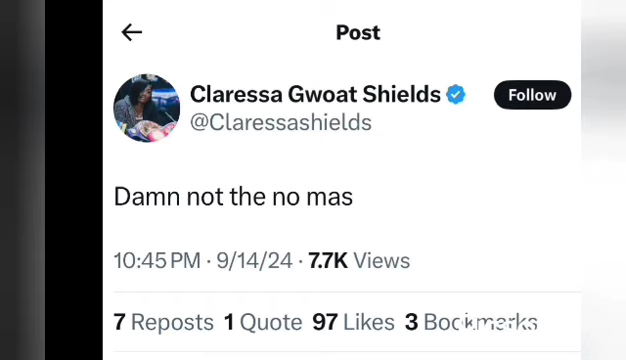 Post
Claressa Gwoat Shields
Follow
@Claressashields
Damn not the no mas
10:45 PM · 9/14/24 · 7.7K Views
7 Reposts 1 Quote 97 Likes 3 Bookmarks